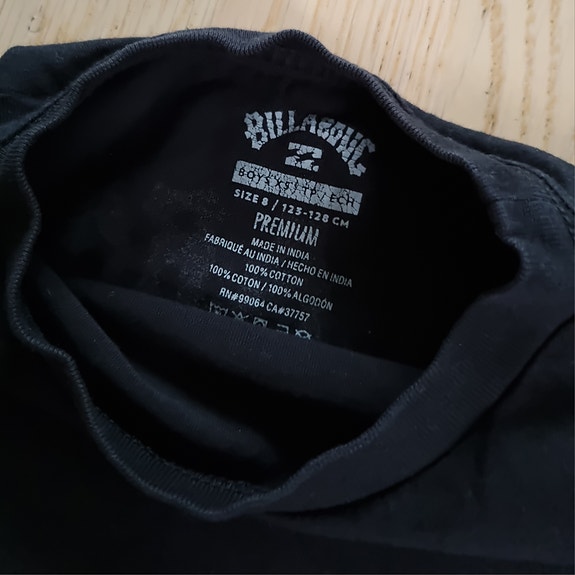 BILLABONG
SIZE 8 / 123-128 CM
PREMIUM
MADE IN INDIA
FABRIQUÉ AU INDIA / HECHO EN INDIA
100% COTTON
100% COTON / 100% ALGODÓN
RN#99064 CA#37757